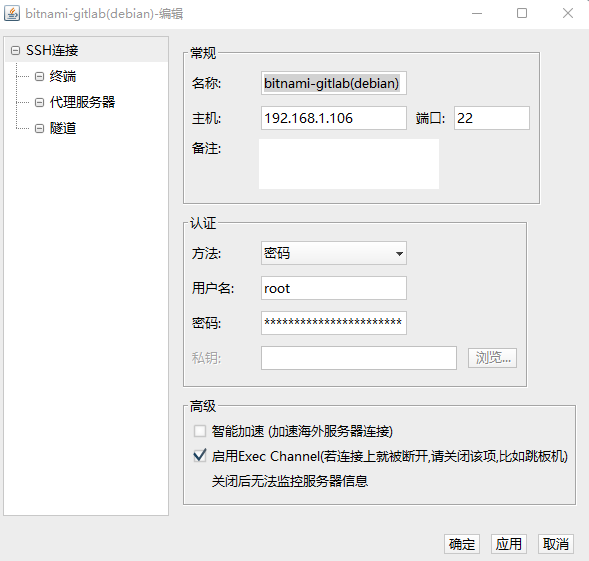 bitnami-gitlab(debian)-编辑
SSH连接
终端
代理服务器
隧道
常规
名称: bitnami-gitlab(debian)
主机: 192.168.1.106 端口: 22
备注:
认证
方法: 密码
用户名: root
密码: ************************
私钥: 浏览...
高级
智能加速 (加速海外服务器连接)
启用Exec Channel(若连接上就被断开,请关闭该项,比如跳板机)
关闭后无法监控服务器信息
确定 应用 取消